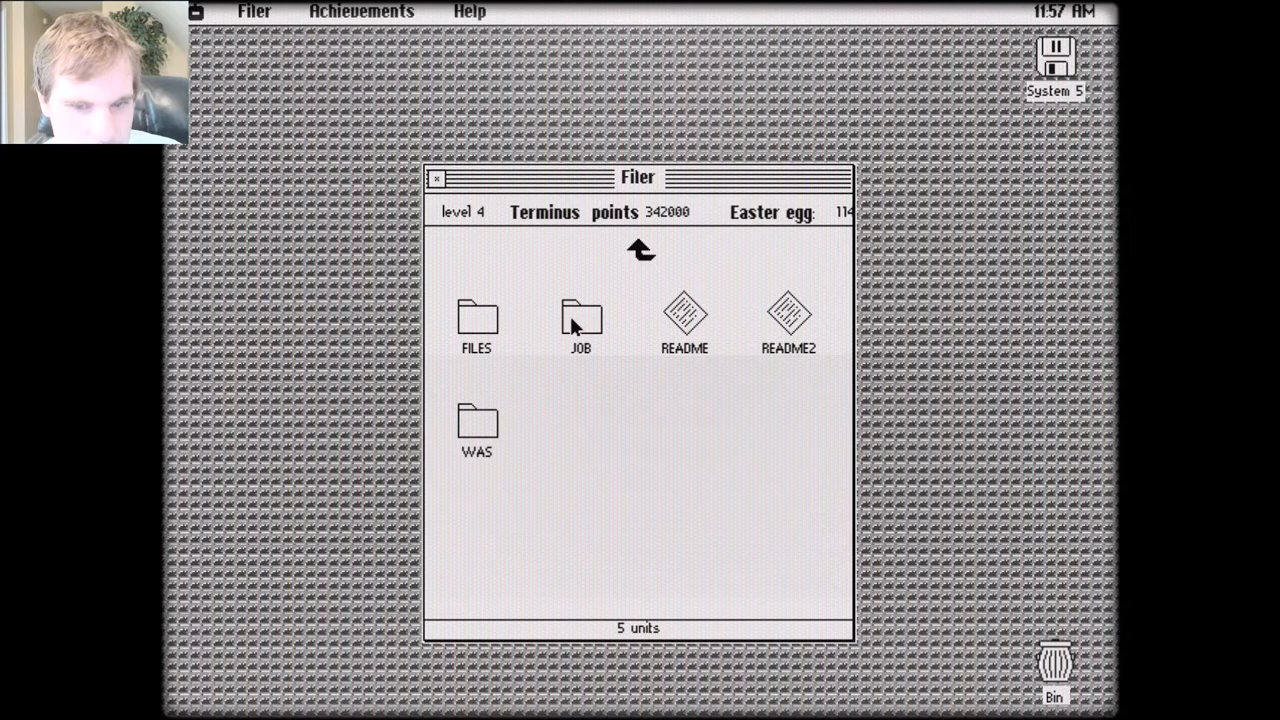 Filer Achievements Help 11:57 AM
System 5
Filer
level 4 Terminus points 342000 Easter egg: 114
FILES JOB README README2
WAS
5 units
Bin